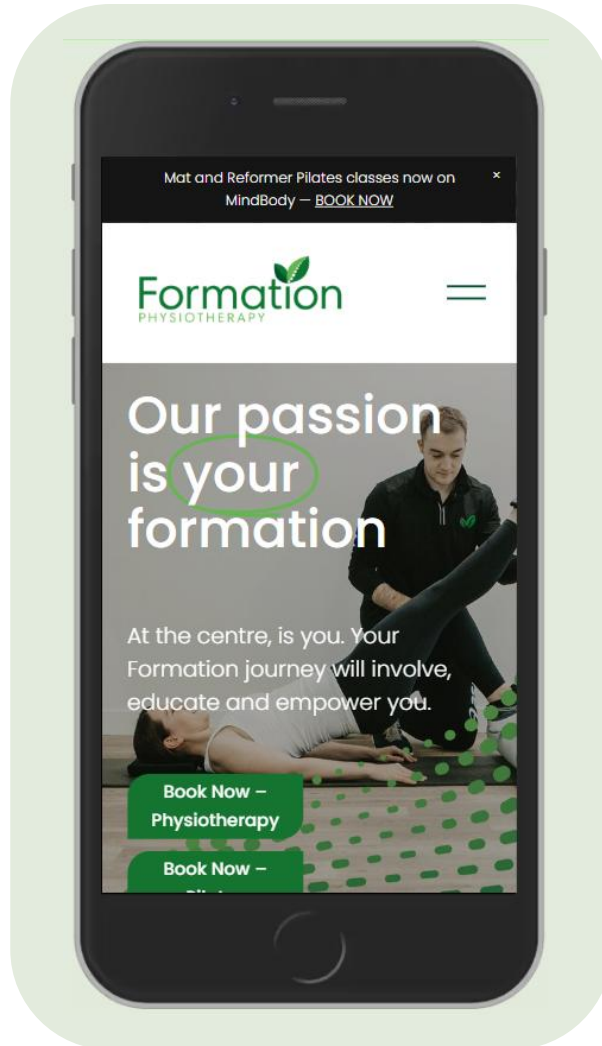 Mat and Reformer Pilates classes now on
×
MindBody — BOOK NOW
Formation
PHYSIOTHERAPY
Our passion
is your
formation
At the centre, is you. Your
Formation journey will involve,
educate and empower you.
Book Now –
Physiotherapy
Book Now –